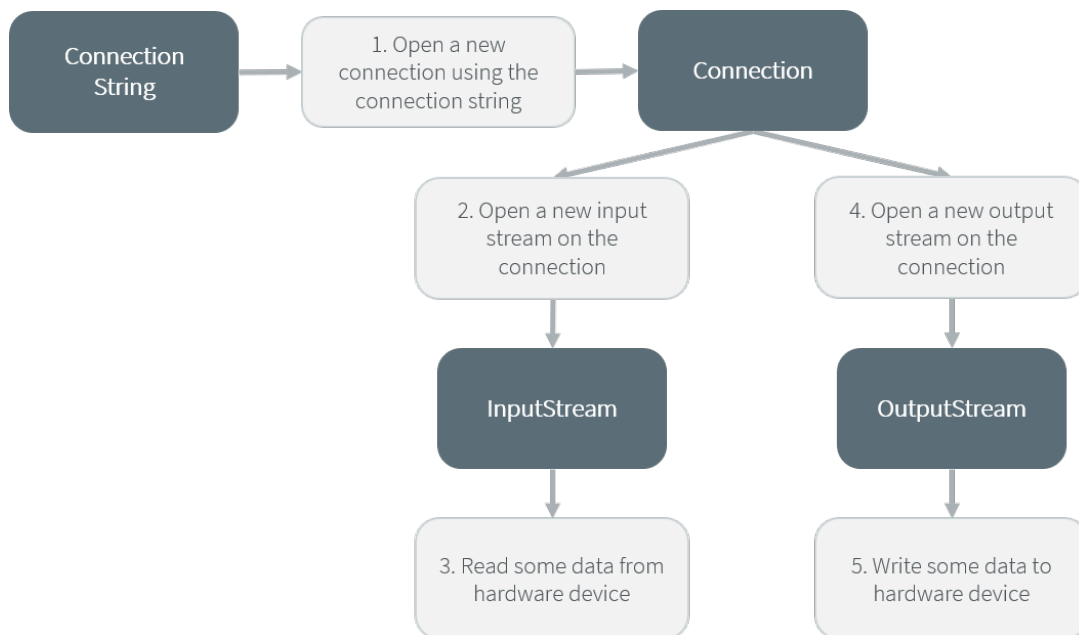 Connection
String
1. Open a new
connection using the
connection string
Connection
2. Open a new input
stream on the
connection
4. Open a new output
stream on the
connection
InputStream
OutputStream
3. Read some data from
hardware device
5. Write some data to
hardware device